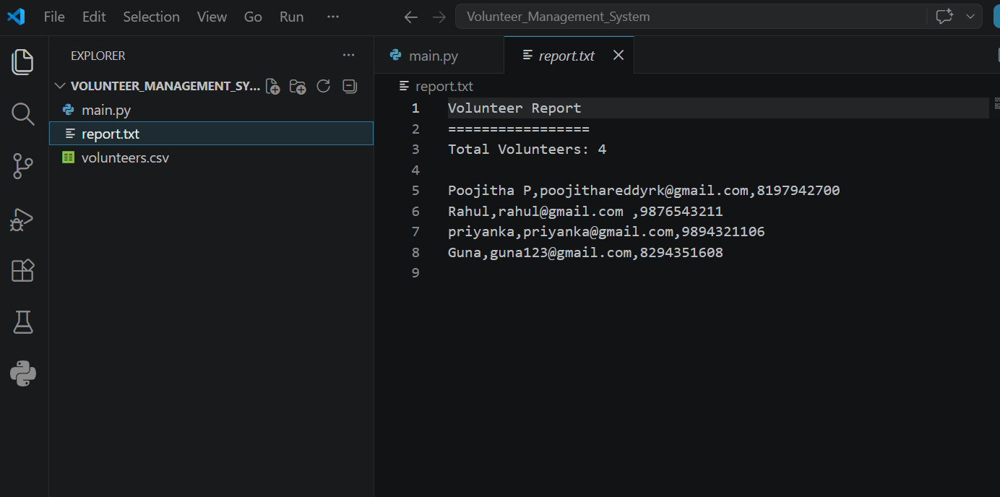 File Edit Selection View Go Run ··· ← → Volunteer_Management_System
EXPLORER ···
VOLUNTEER_MANAGEMENT_SY...
main.py
report.txt
volunteers.csv
main.py report.txt
report.txt
1 Volunteer Report
2 =================
3 Total Volunteers: 4
4
5 Poojitha P,poojithareddyrk@gmail.com,8197942700
6 Rahul,rahul@gmail.com ,9876543211
7 priyanka,priyanka@gmail.com,9894321106
8 Guna,guna123@gmail.com,8294351608
9